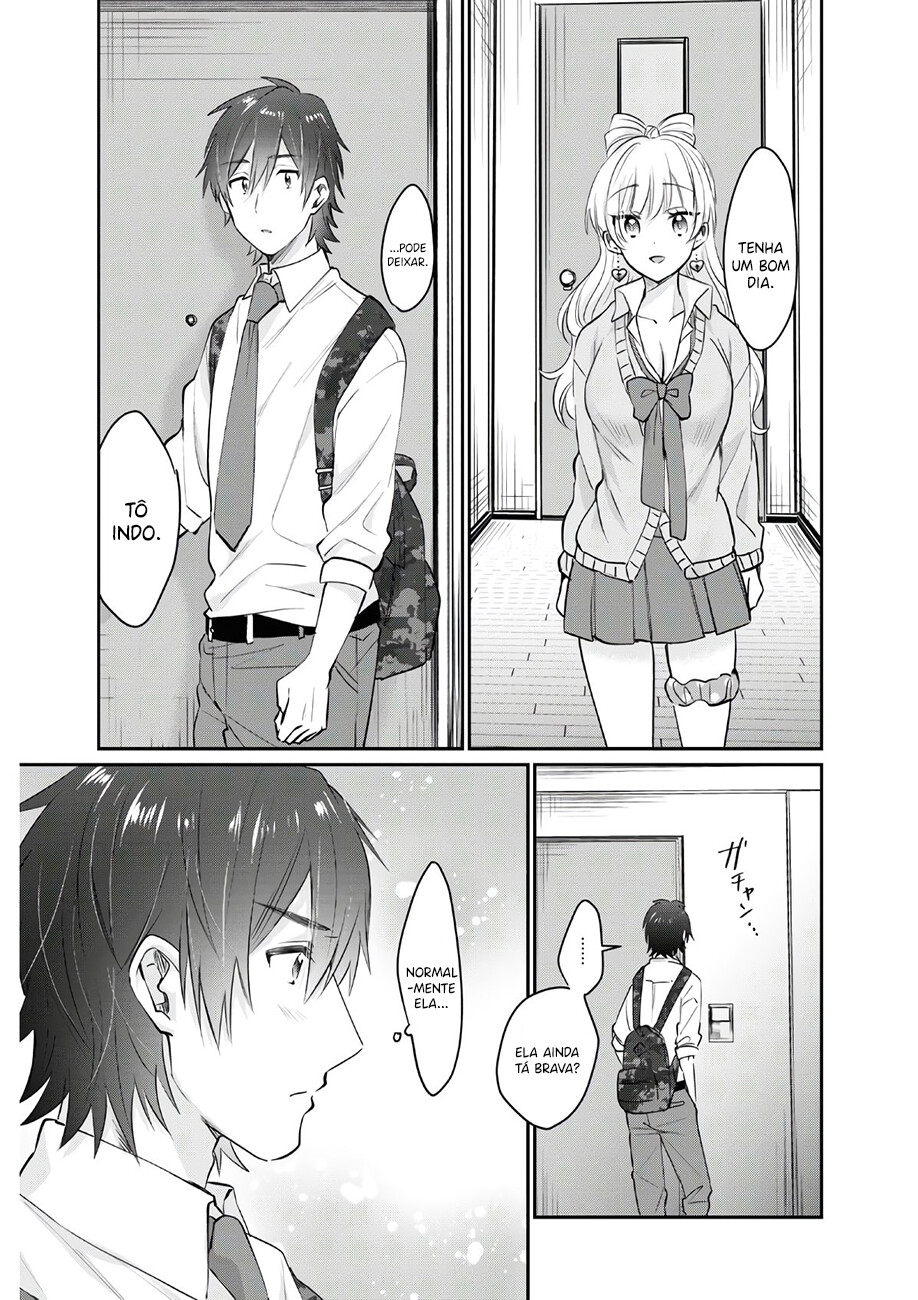 TENHA
UM BOM
DIA.
...PODE
DEIXAR.
TÔ
INDO.
ガチャン…
......
ELA AINDA
TÁ BRAVA?
NORMAL
-MENTE
ELA...